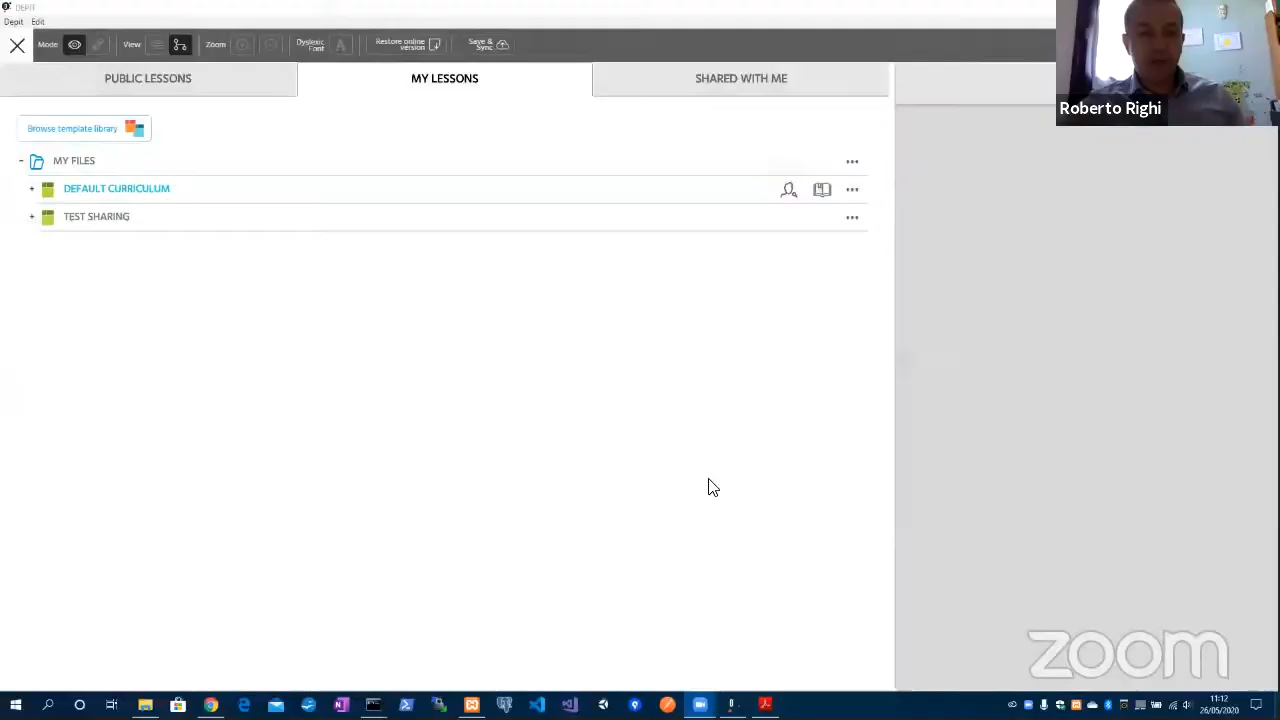 DEPIT
Depit Edit
Mode View Zoom Dyslexic Font A Restore online version Save & Sync
PUBLIC LESSONS MY LESSONS SHARED WITH ME
Roberto Righi
Browse template library
MY FILES
DEFAULT CURRICULUM
TEST SHARING
zoom
11:12
26/05/2020